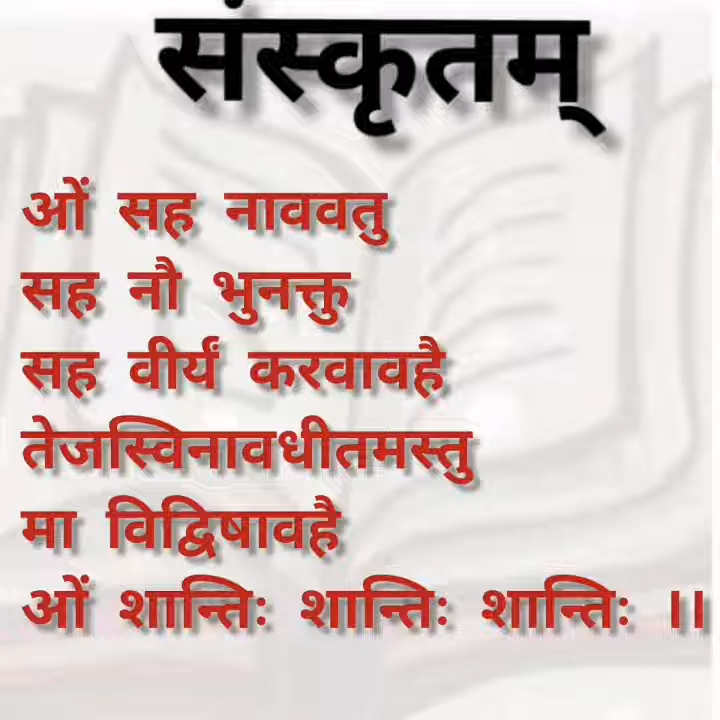 संस्कृतम्
ओं सह नाववतु
सह नौ भुनक्तु
सह वीर्यं करवावहै
तेजस्विनावधीतमस्तु
मा विद्विषावहै
ओं शान्तिः शान्तिः शान्तिः ।।